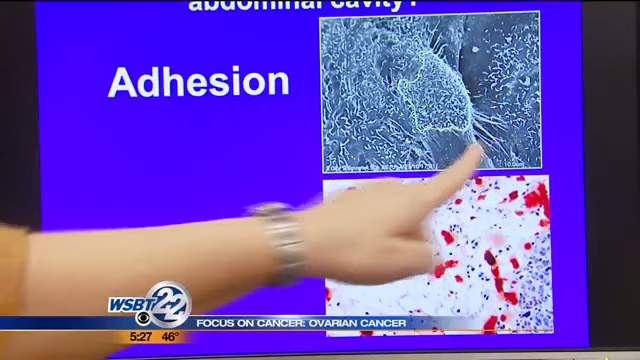 abdominal cavity?
Adhesion
10.0um
WSBT 22
FOCUS ON CANCER: OVARIAN CANCER
5:27 46°